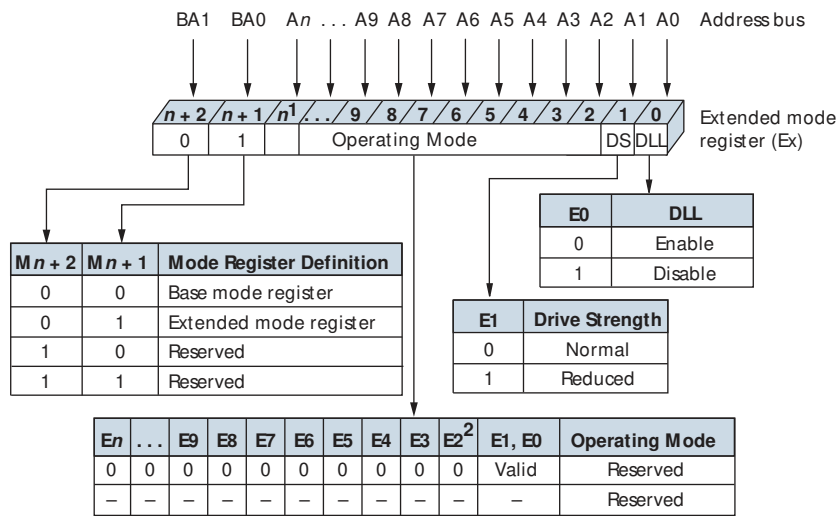 BA1 BA0 An . . . A9 A8 A7 A6 A5 A4 A3 A2 A1 A0 Address bus
n + 2 n + 1 n1 . . . 9 8 7 6 5 4 3 2 1 0
Extended mode
register (Ex)
0 1 Operating Mode DS DLL
E0 DLL
0 Enable
1 Disable
Mn + 2 Mn + 1 Mode Register Definition
0 0 Base mode register
0 1 Extended mode register
1 0 Reserved
1 1 Reserved
E1 Drive Strength
0 Normal
1 Reduced
En . . . E9 E8 E7 E6 E5 E4 E3 E2² E1, E0 Operating Mode
0 0 0 0 0 0 0 0 0 0 Valid Reserved
– – – – – – – – – – – Reserved